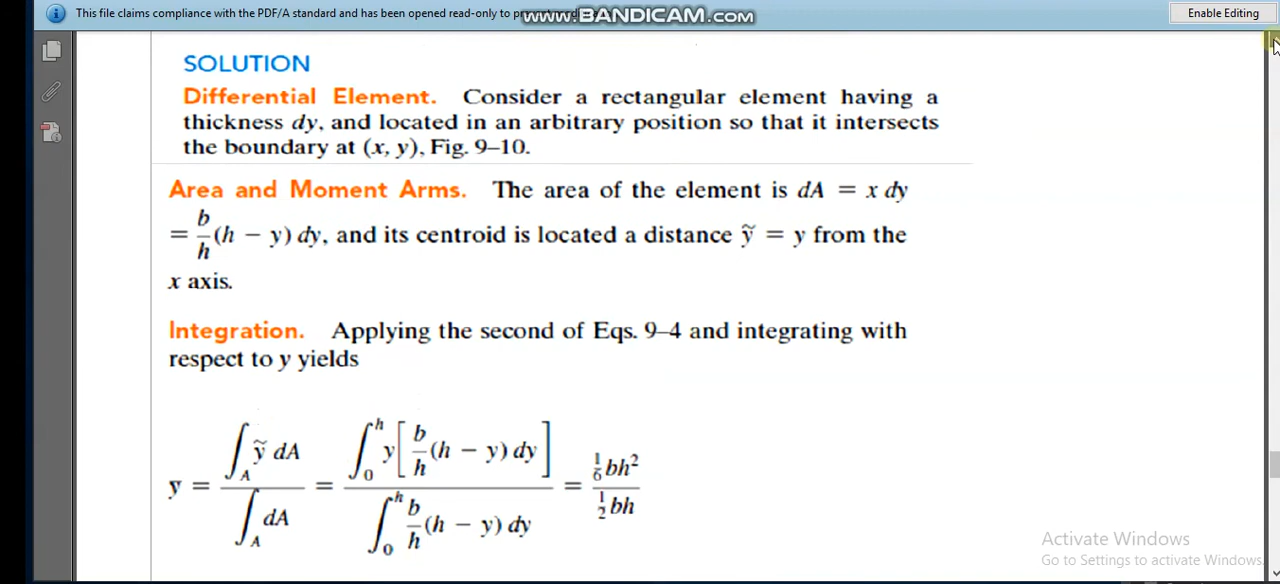 This file claims compliance with the PDF/A standard and has been opened read-only to
www.BANDICAM.com
Enable Editing
SOLUTION
Differential Element. Consider a rectangular element having a
thickness dy, and located in an arbitrary position so that it intersects
the boundary at (x, y), Fig. 9–10.
Area and Moment Arms. The area of the element is dA = x dy
= b/h (h − y) dy, and its centroid is located a distance ỹ = y from the
x axis.
Integration. Applying the second of Eqs. 9–4 and integrating with
respect to y yields
y = ∫_A ỹ dA / ∫_A dA = ∫₀^h y[b/h (h − y) dy] / ∫₀^h b/h (h − y) dy = 1/6 bh² / 1/2 bh
Activate Windows
Go to Settings to activate Windows.